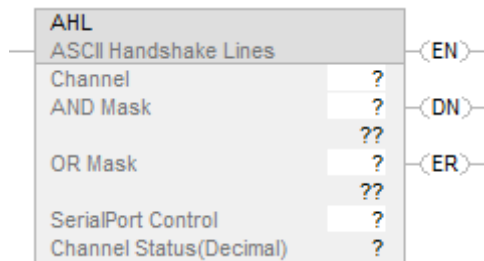 AHL
ASCII Handshake Lines
(EN)
Channel ?
AND Mask ?
(DN)
??
OR Mask ?
(ER)
??
SerialPort Control ?
Channel Status(Decimal) ?